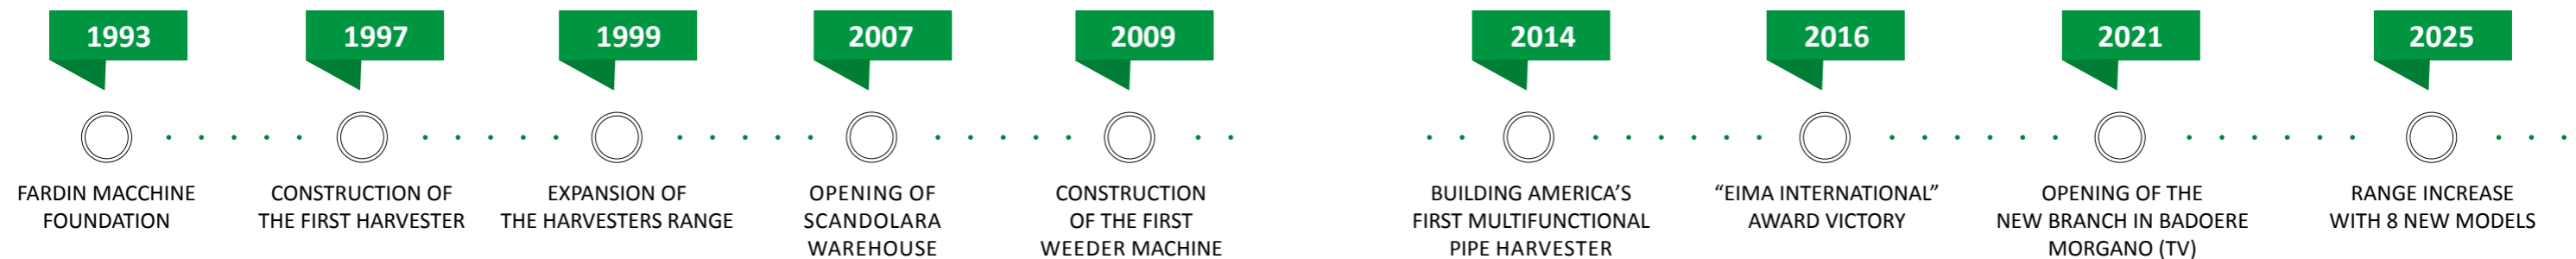 1993
FARDIN MACCHINE
FOUNDATION
1997
CONSTRUCTION OF
THE FIRST HARVESTER
1999
EXPANSION OF
THE HARVESTERS RANGE
2007
OPENING OF
SCANDOLARA
WAREHOUSE
2009
CONSTRUCTION
OF THE FIRST
WEEDER MACHINE
2014
BUILDING AMERICA’S
FIRST MULTIFUNCTIONAL
PIPE HARVESTER
2016
“EIMA INTERNATIONAL”
AWARD VICTORY
2021
OPENING OF THE
NEW BRANCH IN BADOERE
MORGANO (TV)
2025
RANGE INCREASE
WITH 8 NEW MODELS